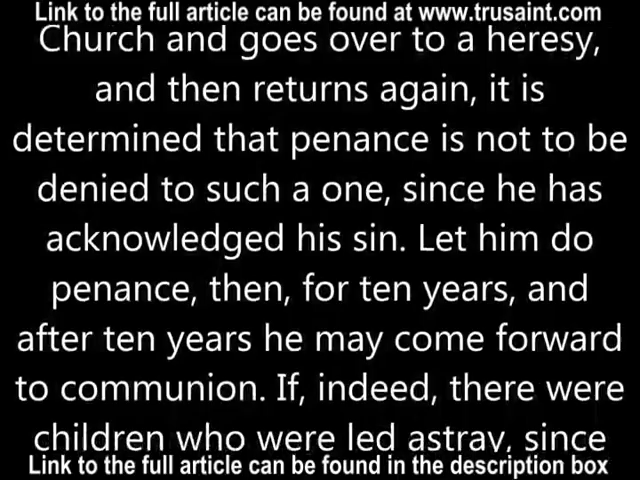 Link to the full article can be found at www.trusaint.com
Church and goes over to a heresy,
and then returns again, it is
determined that penance is not to be
denied to such a one, since he has
acknowledged his sin. Let him do
penance, then, for ten years, and
after ten years he may come forward
to communion. If, indeed, there were
children who were led astray, since
Link to the full article can be found in the description box